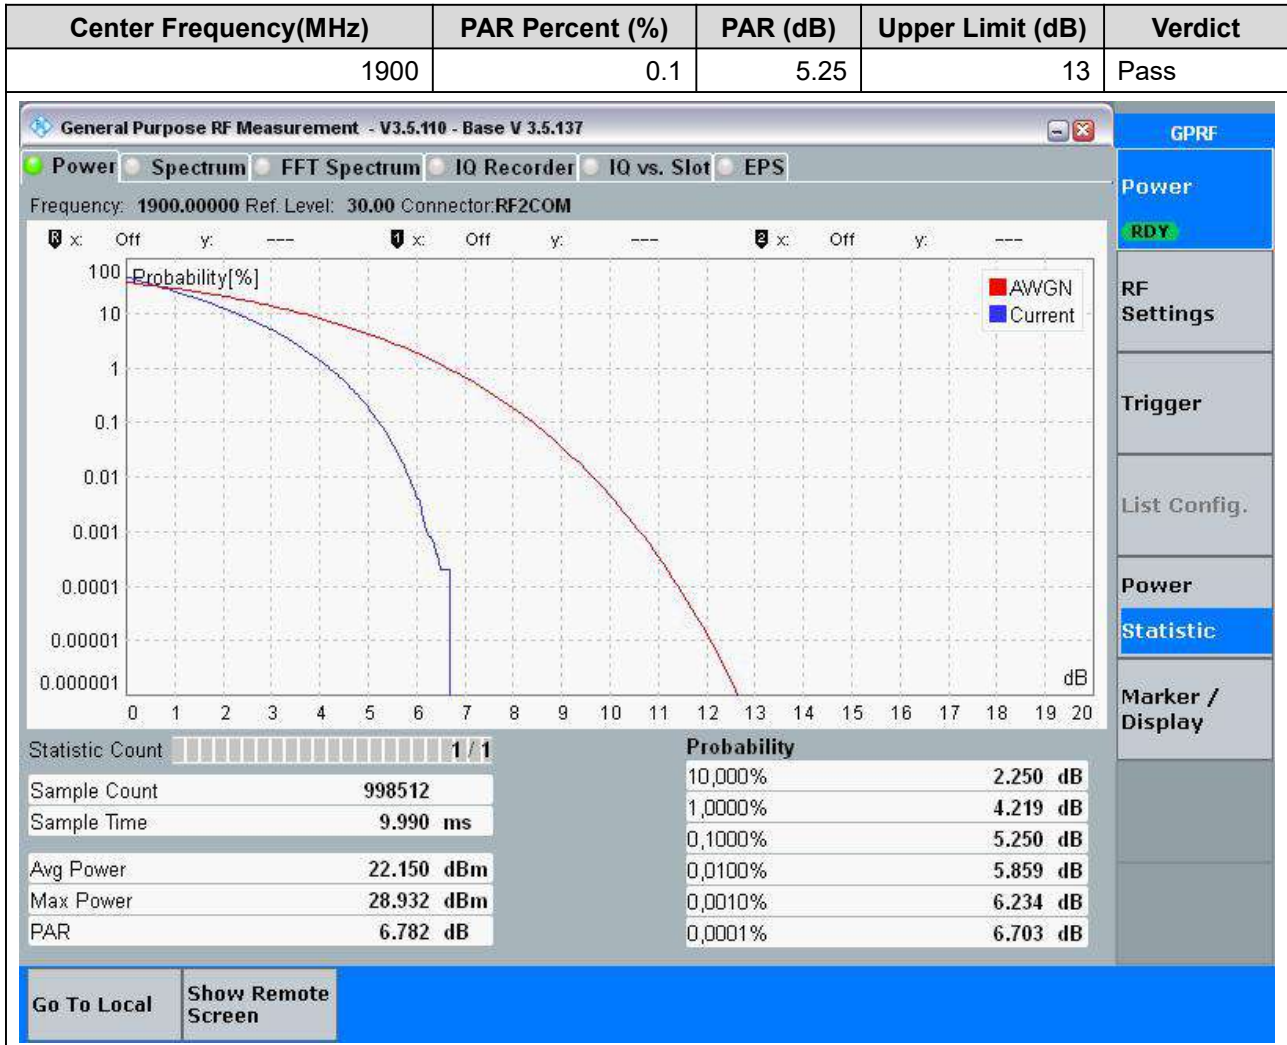 Center Frequency(MHz) PAR Percent (%) PAR (dB) Upper Limit (dB) Verdict
1900 0.1 5.25 13 Pass
General Purpose RF Measurement - V3.5.110 - Base V 3.5.137
GPRF
Power Spectrum FFT Spectrum IQ Recorder IQ vs. Slot EPS
Power
RDY
Frequency: 1900.00000 Ref. Level: 30.00 Connector:RF2COM
R x: Off y: --- 1 x: Off y: --- 2 x: Off y: ---
Probability[%]
AWGN
Current
100
10
1
0.1
0.01
0.001
0.0001
0.00001
0.000001
dB
0 1 2 3 4 5 6 7 8 9 10 11 12 13 14 15 16 17 18 19 20
RF
Settings
Trigger
List Config.
Power
Statistic
Marker /
Display
Statistic Count 1 / 1
Sample Count 998512
Sample Time 9.990 ms
Avg Power 22.150 dBm
Max Power 28.932 dBm
PAR 6.782 dB
Probability
10,000% 2.250 dB
1,0000% 4.219 dB
0,1000% 5.250 dB
0,0100% 5.859 dB
0,0010% 6.234 dB
0,0001% 6.703 dB
Go To Local
Show Remote
Screen